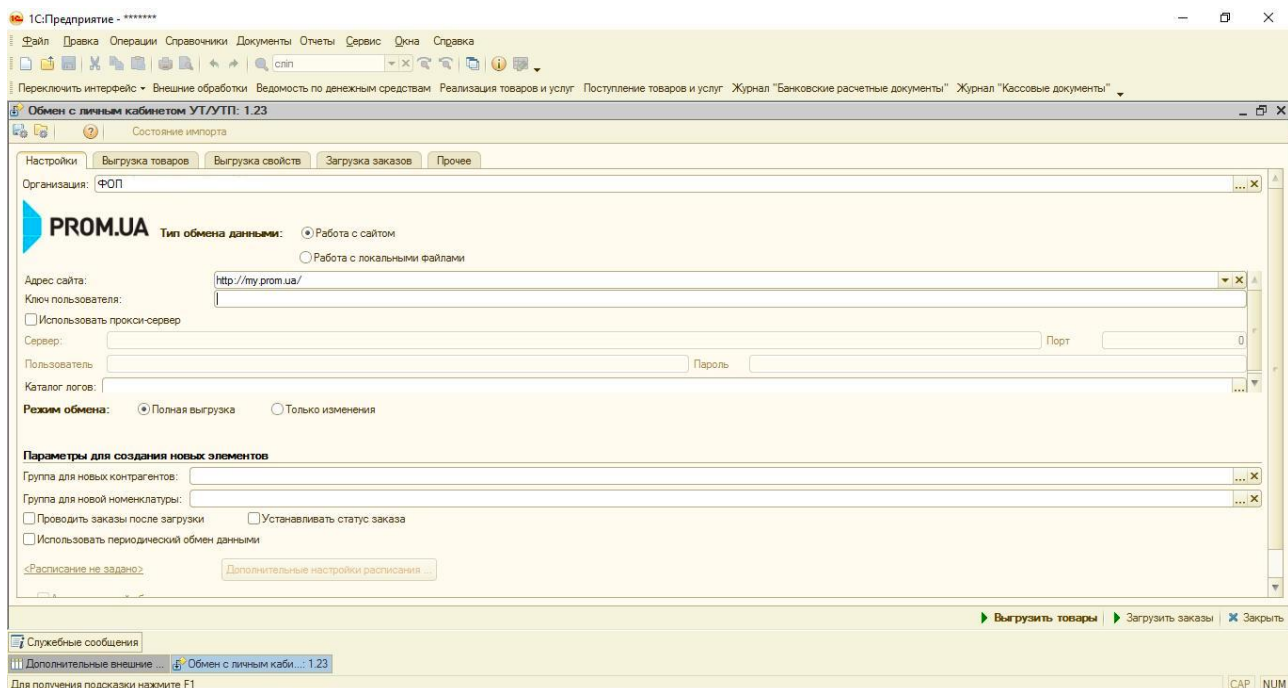 1С:Предприятие - *******
Файл Правка Операции Справочники Документы Отчеты Сервис Окна Справка
спіп
Переключить интерфейс Внешние обработки Ведомость по денежным средствам Реализация товаров и услуг Поступление товаров и услуг Журнал "Банковские расчетные документы" Журнал "Кассовые документы"
Обмен с личным кабинетом УТ/УТП: 1.23
Состояние импорта
Настройки Выгрузка товаров Выгрузка свойств Загрузка заказов Прочее
Организация: ФОП ...
PROM.UA Тип обмена данными: Работа с сайтом
Работа с локальными файлами
Адрес сайта: http://my.prom.ua/
Ключ пользователя:
Использовать прокси-сервер
Сервер: Порт 0
Пользователь Пароль
Каталог логов: ...
Режим обмена: Полная выгрузка Только изменения
Параметры для создания новых элементов
Группа для новых контрагентов: ...
Группа для новой номенклатуры: ...
Проводить заказы после загрузки Устанавливать статус заказа
Использовать периодический обмен данными
<Расписание не задано> Дополнительные настройки расписания ...
Выгрузить товары Загрузить заказы Закрыть
Служебные сообщения
Дополнительные внешние ... Обмен с личным каби...: 1.23
Для получения подсказки нажмите F1 CAP NUM